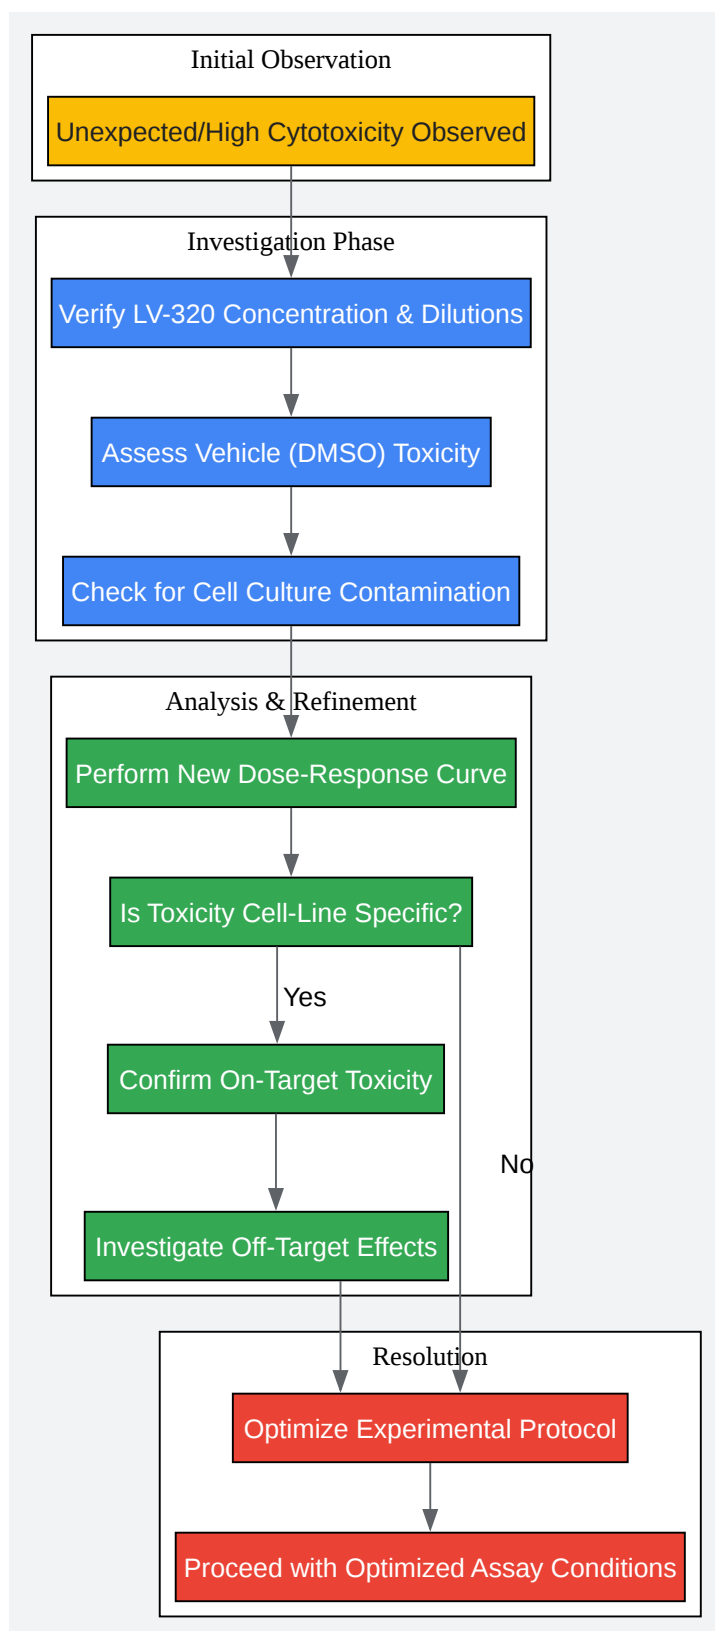 Initial Observation
Unexpected/High Cytotoxicity Observed
Investigation Phase
Verify LV-320 Concentration & Dilutions
Assess Vehicle (DMSO) Toxicity
Check for Cell Culture Contamination
Analysis & Refinement
Perform New Dose-Response Curve
Is Toxicity Cell-Line Specific?
Yes
Confirm On-Target Toxicity
No
Investigate Off-Target Effects
Resolution
Optimize Experimental Protocol
Proceed with Optimized Assay Conditions